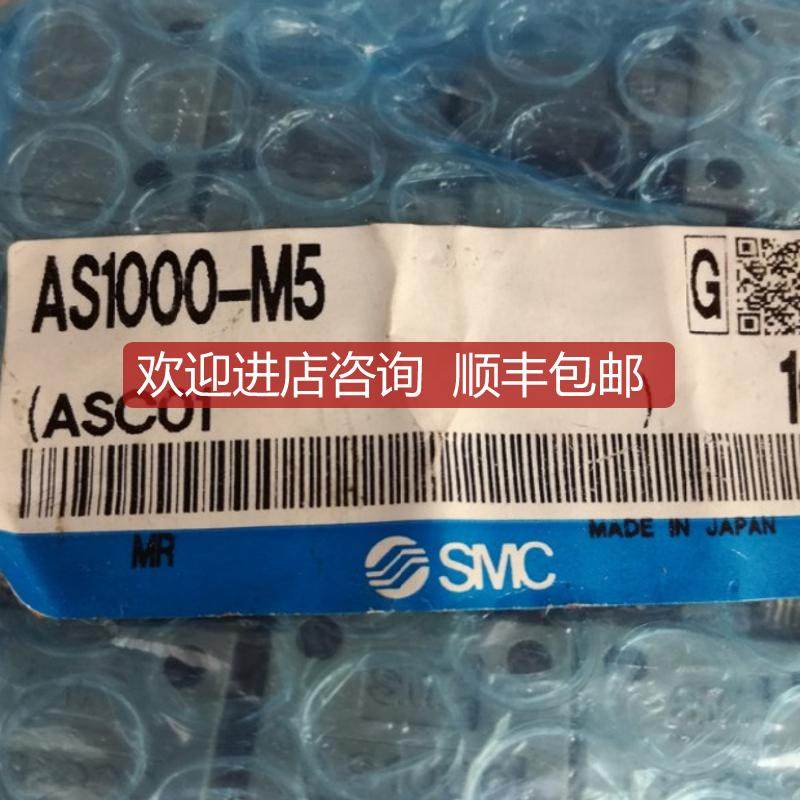 AS1000-M5
G
欢迎进店咨询 顺丰包邮
(ASC01 )
MADE IN JAPAN
MR
SMC